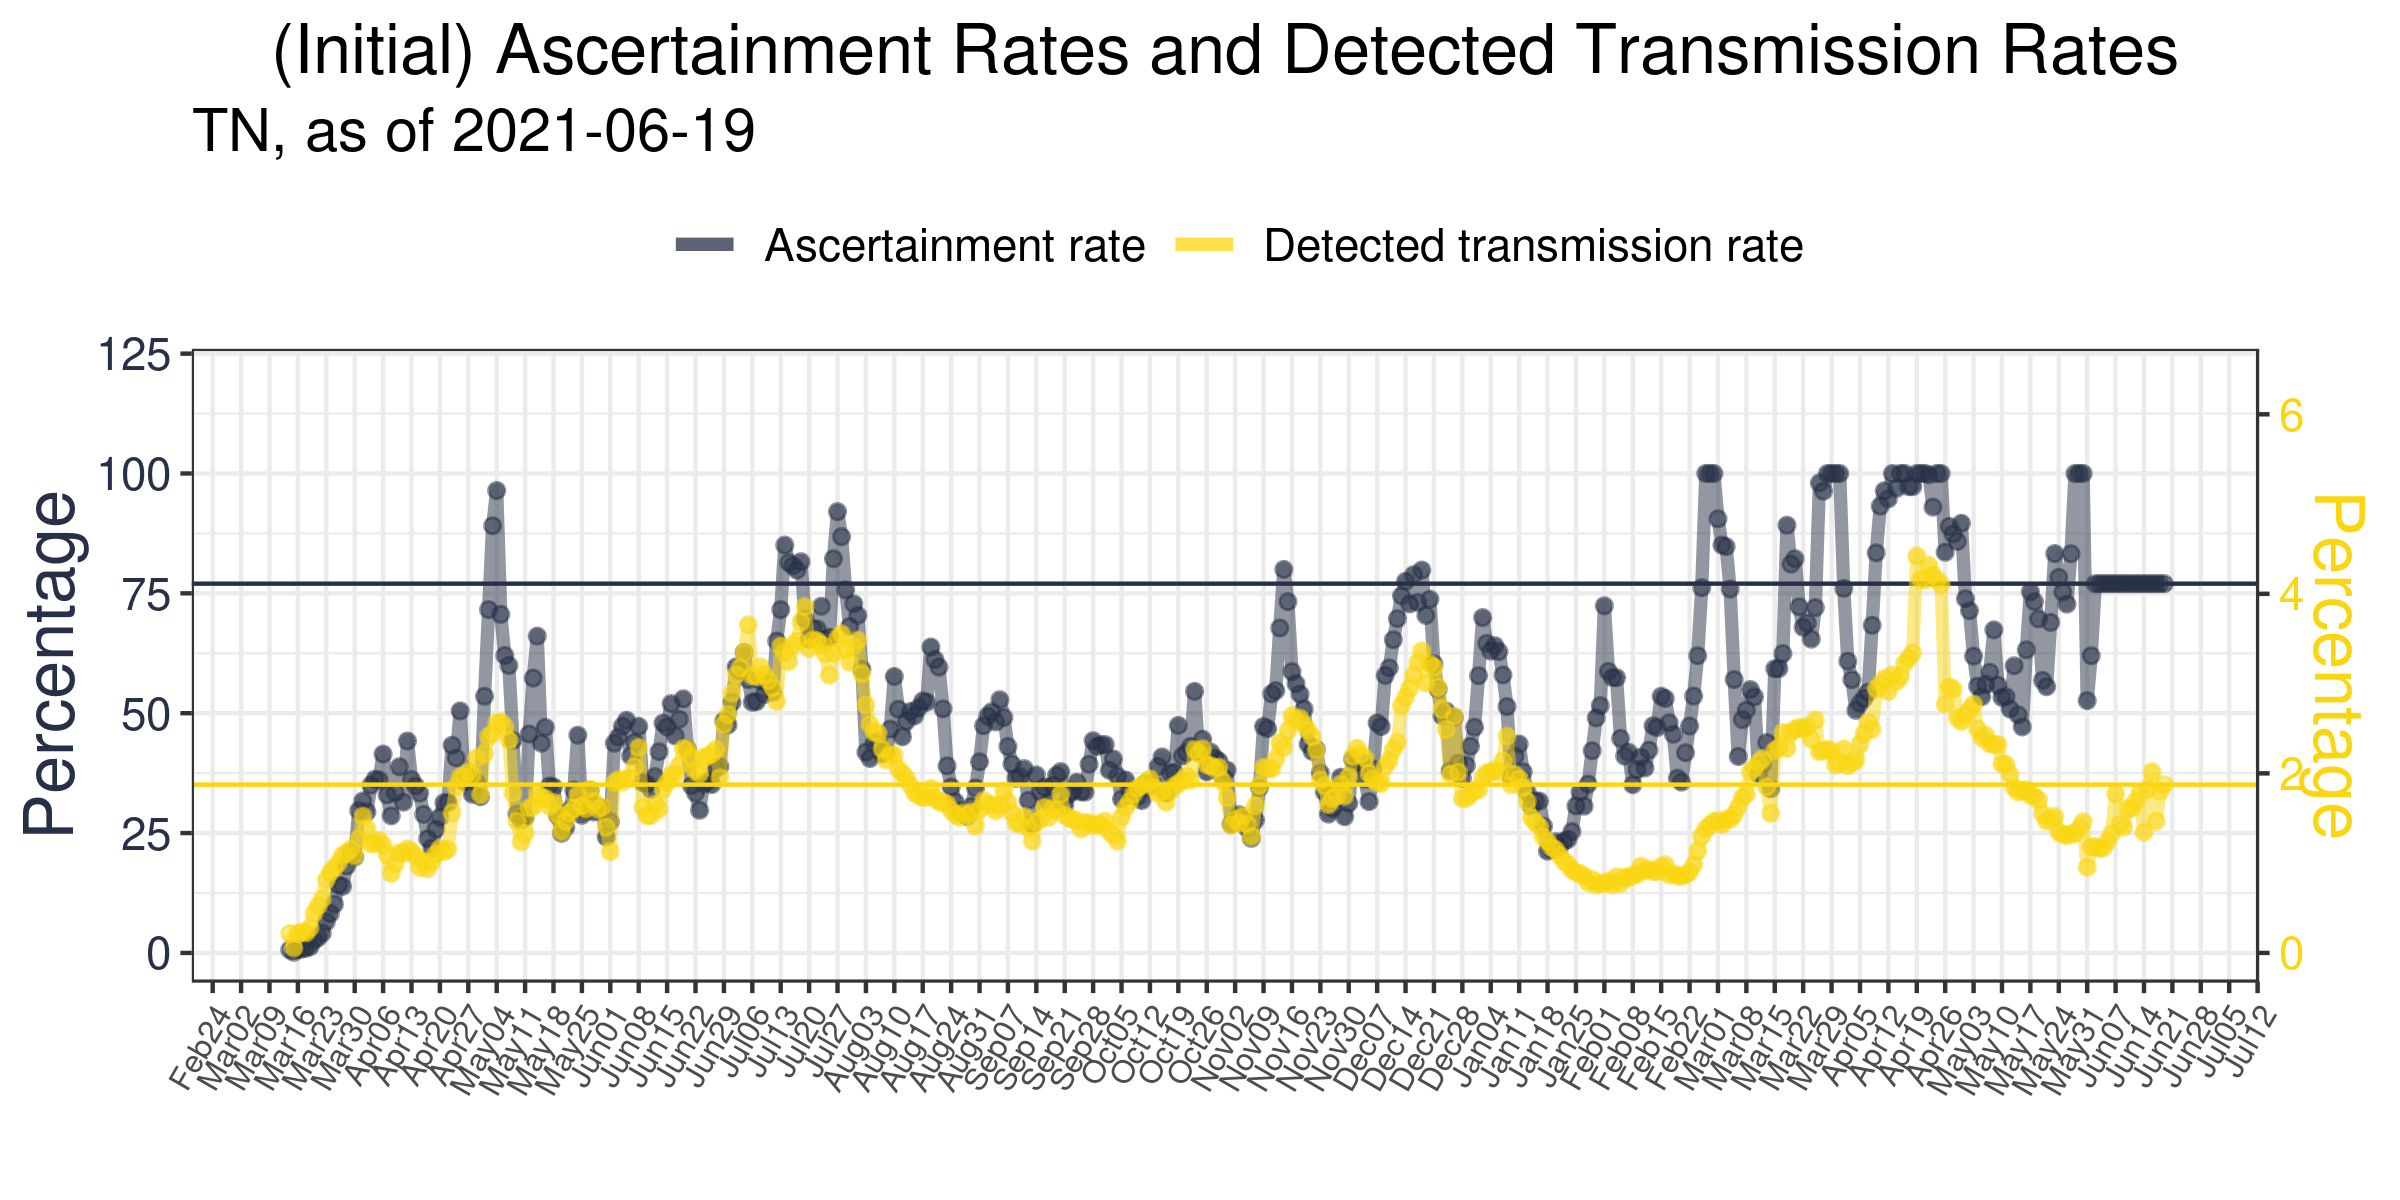 (Initial) Ascertainment Rates and Detected Transmission Rates
TN, as of 2021-06-19
Ascertainment rate
Detected transmission rate
125
100
75
50
25
0
Percentage
6
4
2
0
Percentage
Feb24
Mar02
Mar09
Mar16
Mar23
Mar30
Apr06
Apr13
Apr20
Apr27
May04
May11
May18
May25
Jun01
Jun08
Jun15
Jun22
Jun29
Jul06
Jul13
Jul20
Jul27
Aug03
Aug10
Aug17
Aug24
Aug31
Sep07
Sep14
Sep21
Sep28
Oct05
Oct12
Oct19
Oct26
Nov02
Nov09
Nov16
Nov23
Nov30
Dec07
Dec14
Dec21
Dec28
Jan04
Jan11
Jan18
Jan25
Feb01
Feb08
Feb15
Feb22
Mar01
Mar08
Mar15
Mar22
Mar29
Apr05
Apr12
Apr19
Apr26
May03
May10
May17
May24
May31
Jun07
Jun14
Jun21
Jun28
Jul05
Jul12